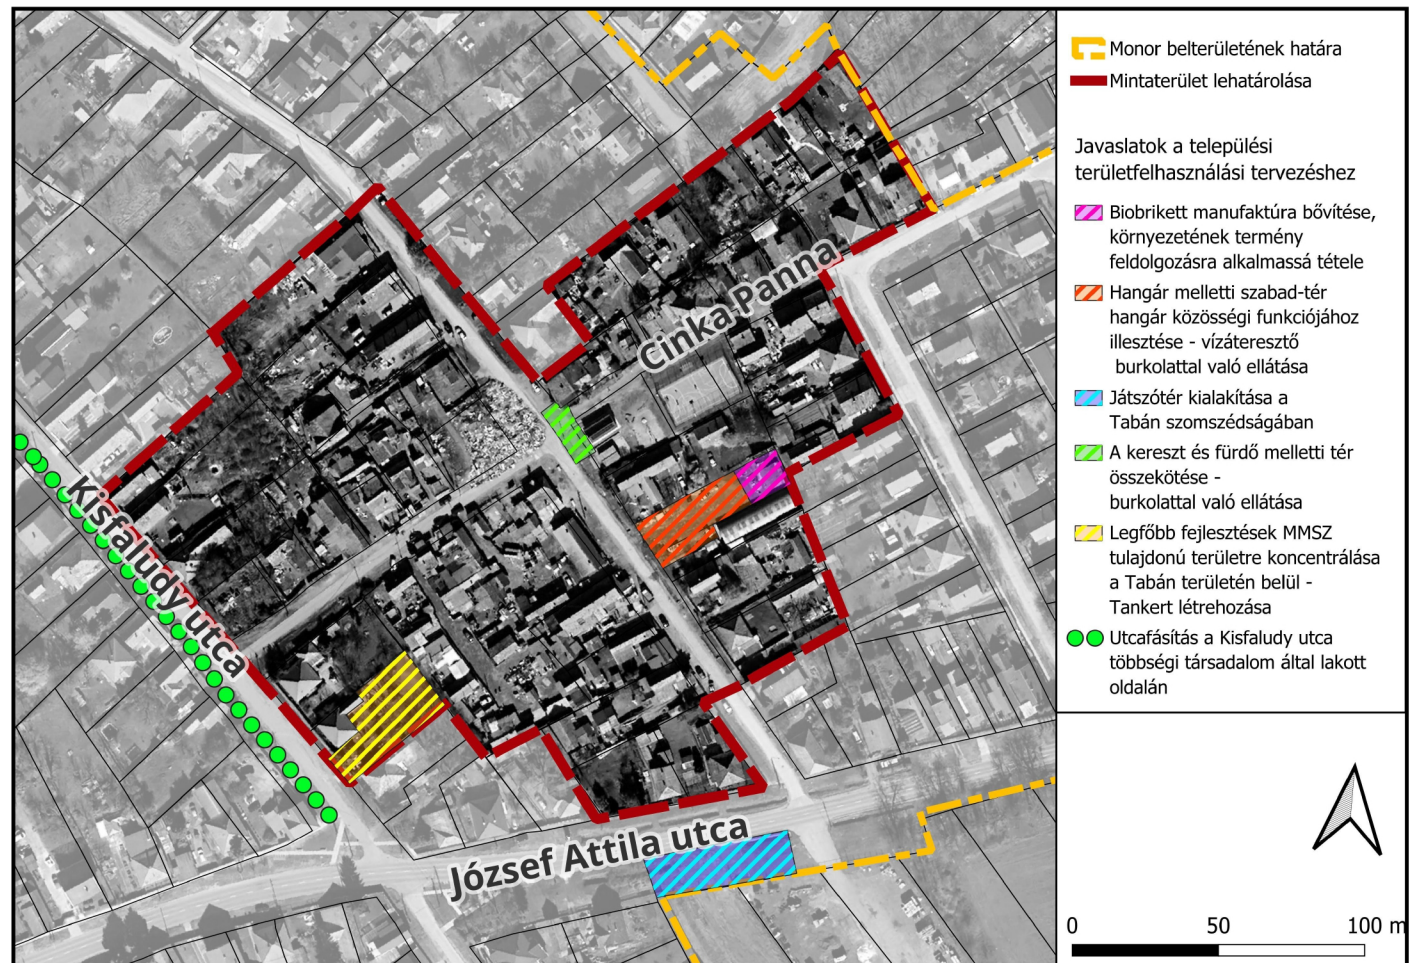 Monor belterületének határa
Mintaterület lehatárolása
Javaslatok a települési
területfelhasználási tervezéshez
Biobrikett manufaktúra bővítése,
környezetének termény
feldolgozásra alkalmassá tétele
Hangár melletti szabad-tér
hangár közösségi funkciójához
illesztése - vízáteresztő
burkolattal való ellátása
Játszótér kialakítása a
Tabán szomszédságában
A kereszt és fürdő melletti tér
összekötése -
burkolattal való ellátása
Legfőbb fejlesztések MMSZ
tulajdonú területre koncentrálása
a Tabán területén belül -
Tankert létrehozása
Utcafásítás a Kisfaludy utca
többségi társadalom által lakott
oldalán
Cinka Panna
Kisfaludy utca
József Attila utca
0 50 100 m